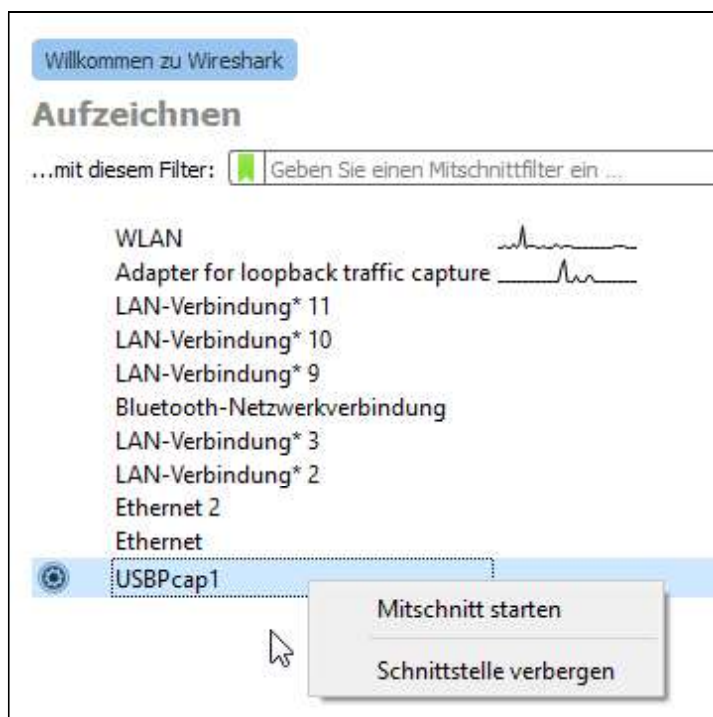 Willkommen zu Wireshark
Aufzeichnen
...mit diesem Filter: Geben Sie einen Mitschnittfilter ein ...
WLAN
Adapter for loopback traffic capture
LAN-Verbindung* 11
LAN-Verbindung* 10
LAN-Verbindung* 9
Bluetooth-Netzwerkverbindung
LAN-Verbindung* 3
LAN-Verbindung* 2
Ethernet 2
Ethernet
USBPcap1
Mitschnitt starten
Schnittstelle verbergen